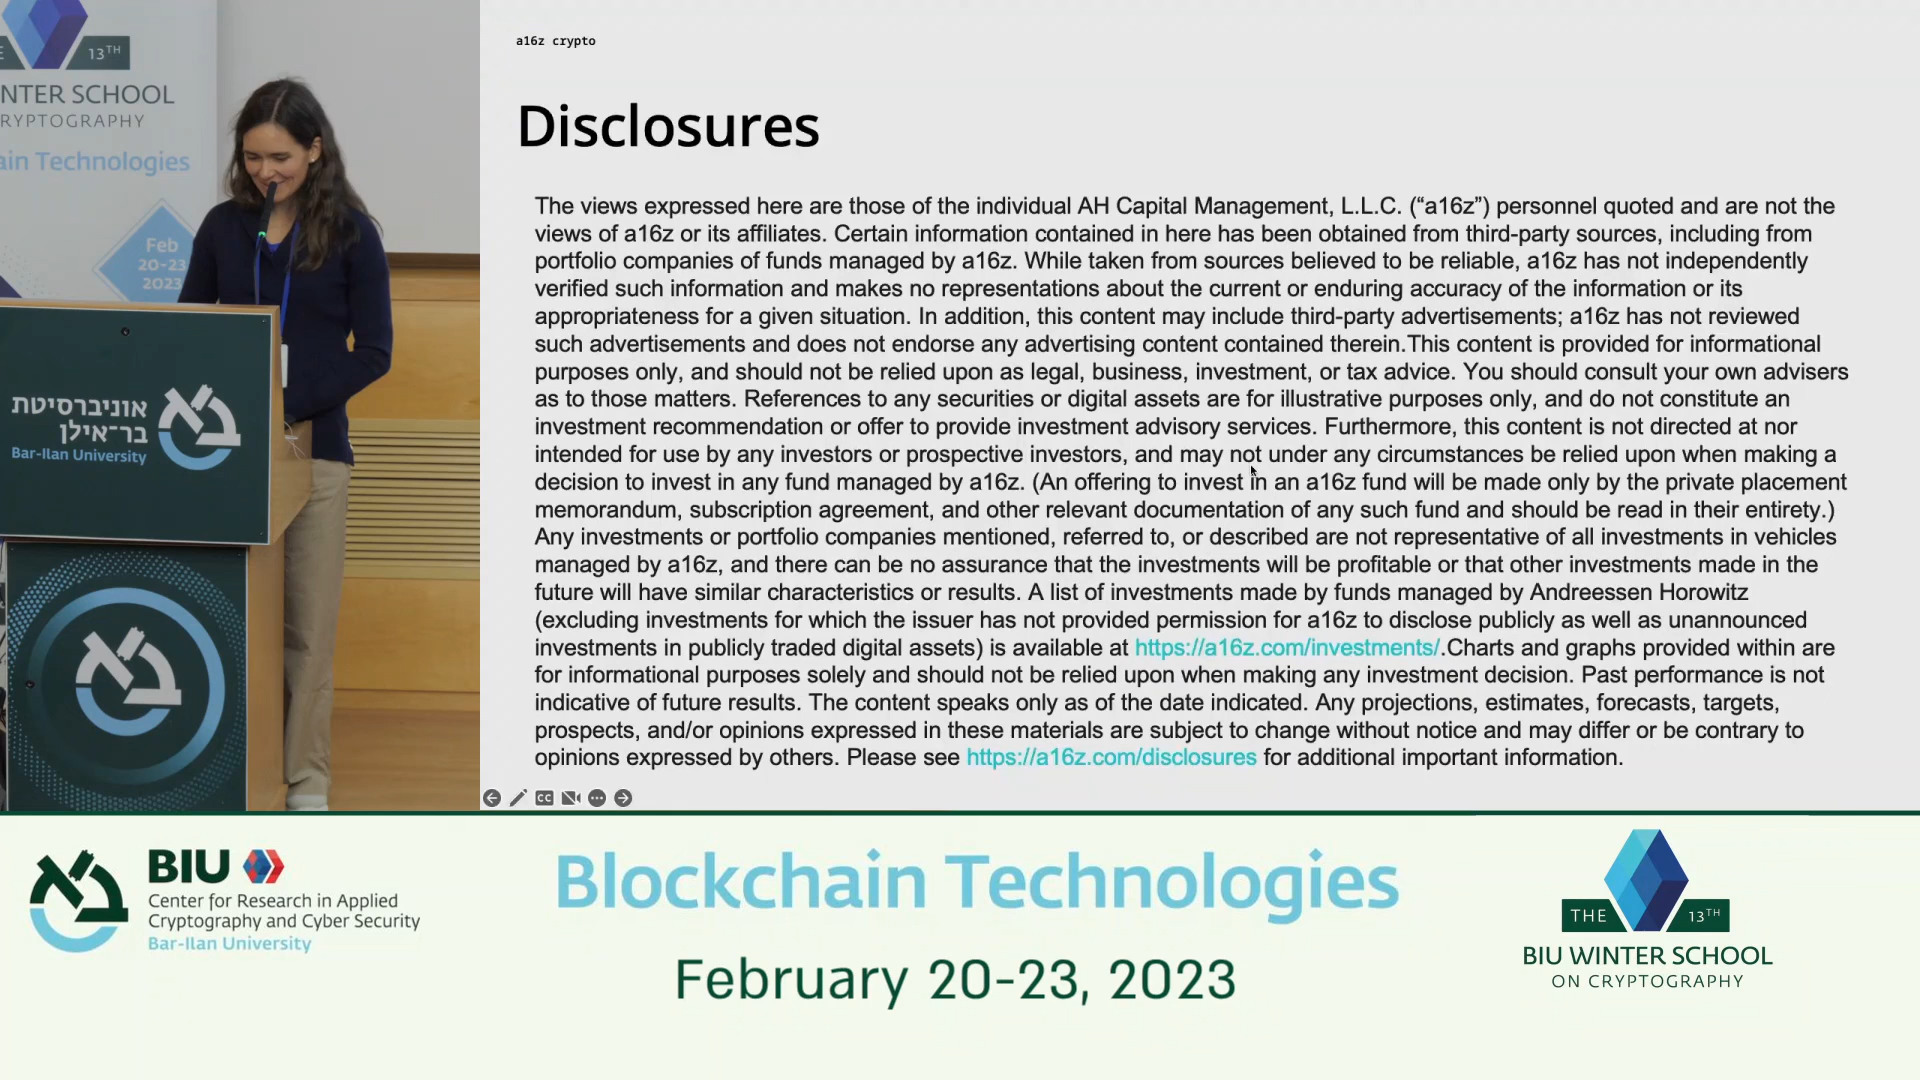 13TH
NTER SCHOOL
RYPTOGRAPHY
ain Technologies
Feb
20-23
2023
אוניברסיטת
בר־אילן
Bar-Ilan University
a16z crypto
Disclosures
The views expressed here are those of the individual AH Capital Management, L.L.C. (“a16z”) personnel quoted and are not the
views of a16z or its affiliates. Certain information contained in here has been obtained from third-party sources, including from
portfolio companies of funds managed by a16z. While taken from sources believed to be reliable, a16z has not independently
verified such information and makes no representations about the current or enduring accuracy of the information or its
appropriateness for a given situation. In addition, this content may include third-party advertisements; a16z has not reviewed
such advertisements and does not endorse any advertising content contained therein.This content is provided for informational
purposes only, and should not be relied upon as legal, business, investment, or tax advice. You should consult your own advisers
as to those matters. References to any securities or digital assets are for illustrative purposes only, and do not constitute an
investment recommendation or offer to provide investment advisory services. Furthermore, this content is not directed at nor
intended for use by any investors or prospective investors, and may not under any circumstances be relied upon when making a
decision to invest in any fund managed by a16z. (An offering to invest in an a16z fund will be made only by the private placement
memorandum, subscription agreement, and other relevant documentation of any such fund and should be read in their entirety.)
Any investments or portfolio companies mentioned, referred to, or described are not representative of all investments in vehicles
managed by a16z, and there can be no assurance that the investments will be profitable or that other investments made in the
future will have similar characteristics or results. A list of investments made by funds managed by Andreessen Horowitz
(excluding investments for which the issuer has not provided permission for a16z to disclose publicly as well as unannounced
investments in publicly traded digital assets) is available at https://a16z.com/investments/.Charts and graphs provided within are
for informational purposes solely and should not be relied upon when making any investment decision. Past performance is not
indicative of future results. The content speaks only as of the date indicated. Any projections, estimates, forecasts, targets,
prospects, and/or opinions expressed in these materials are subject to change without notice and may differ or be contrary to
opinions expressed by others. Please see https://a16z.com/disclosures for additional important information.
CC
BIU
Center for Research in Applied
Cryptography and Cyber Security
Bar-Ilan University
Blockchain Technologies
February 20-23, 2023
THE 13TH
BIU WINTER SCHOOL
ON CRYPTOGRAPHY